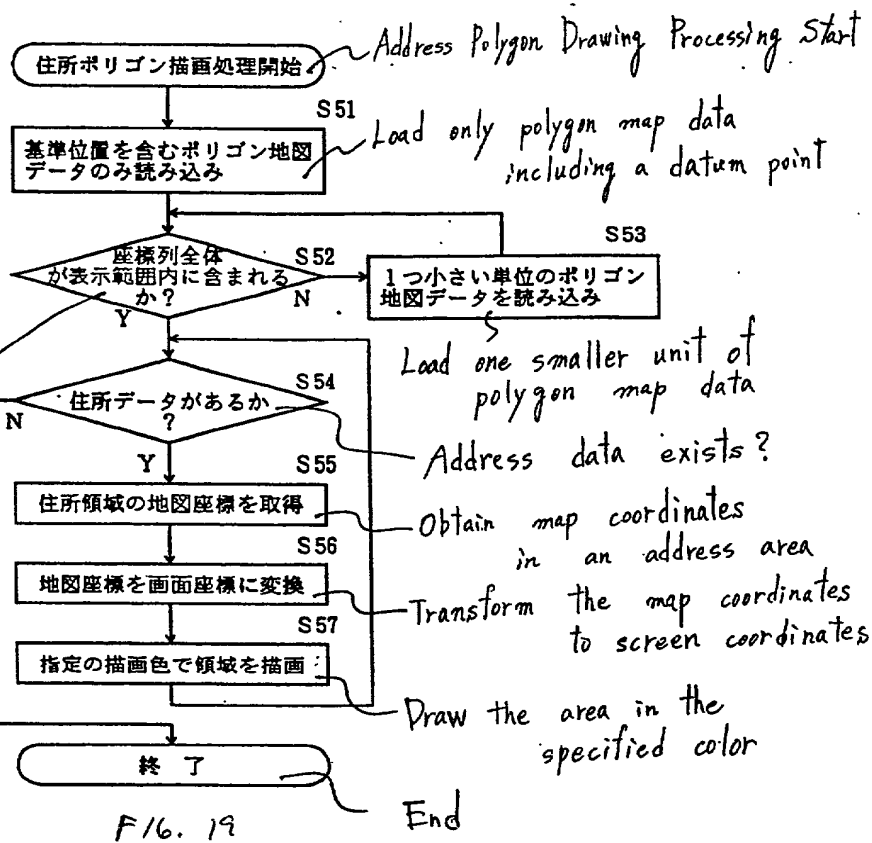 住所ポリゴン描画処理開始
Address Polygon Drawing Processing Start
S51
基準位置を含むポリゴン地図
データのみ読み込み
Load only polygon map data
including a datum point
座標列全体
が表示範囲内に含まれる
か?
S52
N
Y
S53
1つ小さい単位のポリゴン
地図データを読み込み
Load one smaller unit of
polygon map data
住所データがあるか
?
S54
N
Y
Address data exists?
S55
住所領域の地図座標を取得
Obtain map coordinates
in an address area
S56
地図座標を画面座標に変換
Transform the map coordinates
to screen coordinates
S57
指定の描画色で領域を描画
Draw the area in the
specified color
終了
End
FIG. 19